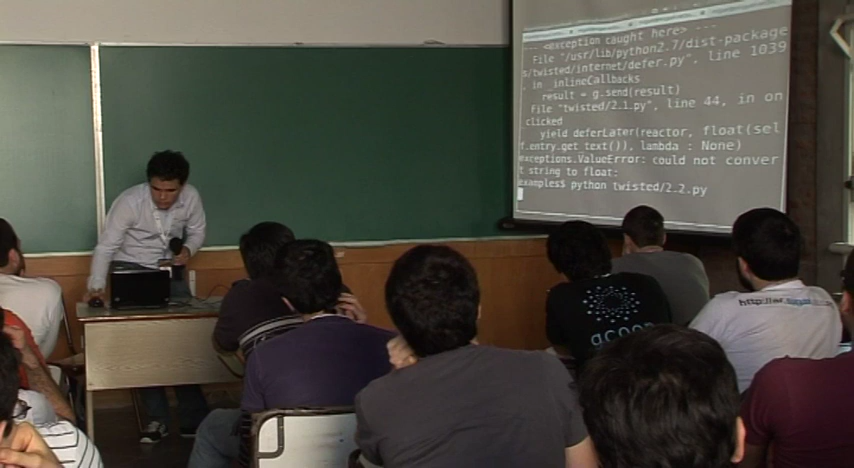 --- <exception caught here> ---
File "/usr/lib/python2.7/dist-package
s/twisted/internet/defer.py", line 1039
, in _inlineCallbacks
result = g.send(result)
File "twisted/2.1.py", line 44, in on
clicked
yield deferLater(reactor, float(sel
f.entry.get_text()), lambda : None)
exceptions.ValueError: could not conver
t string to float:
examples$ python twisted/2.2.py
http://ar.